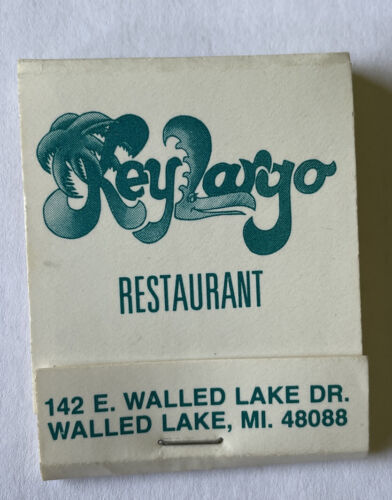 Key Largo
RESTAURANT
142 E. WALLED LAKE DR.
WALLED LAKE, MI. 48088